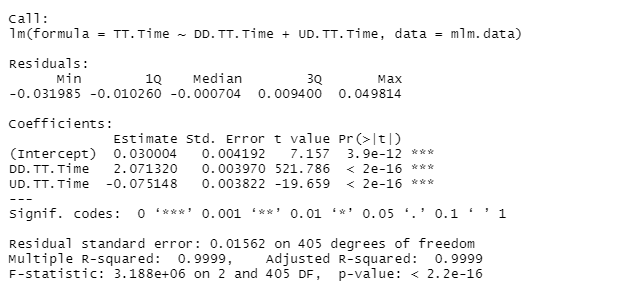 Call:
lm(formula = TT.Time ~ DD.TT.Time + UD.TT.Time, data = mlm.data)
Residuals:
Min 1Q Median 3Q Max
-0.031985 -0.010260 -0.000704 0.009400 0.049814
Coefficients:
Estimate Std. Error t value Pr(>|t|)
(Intercept) 0.030004 0.004192 7.157 3.9e-12 ***
DD.TT.Time 2.071320 0.003970 521.786 < 2e-16 ***
UD.TT.Time -0.075148 0.003822 -19.659 < 2e-16 ***
---
Signif. codes: 0 ‘***’ 0.001 ‘**’ 0.01 ‘*’ 0.05 ‘.’ 0.1 ‘ ’ 1
Residual standard error: 0.01562 on 405 degrees of freedom
Multiple R-squared: 0.9999, Adjusted R-squared: 0.9999
F-statistic: 3.188e+06 on 2 and 405 DF, p-value: < 2.2e-16